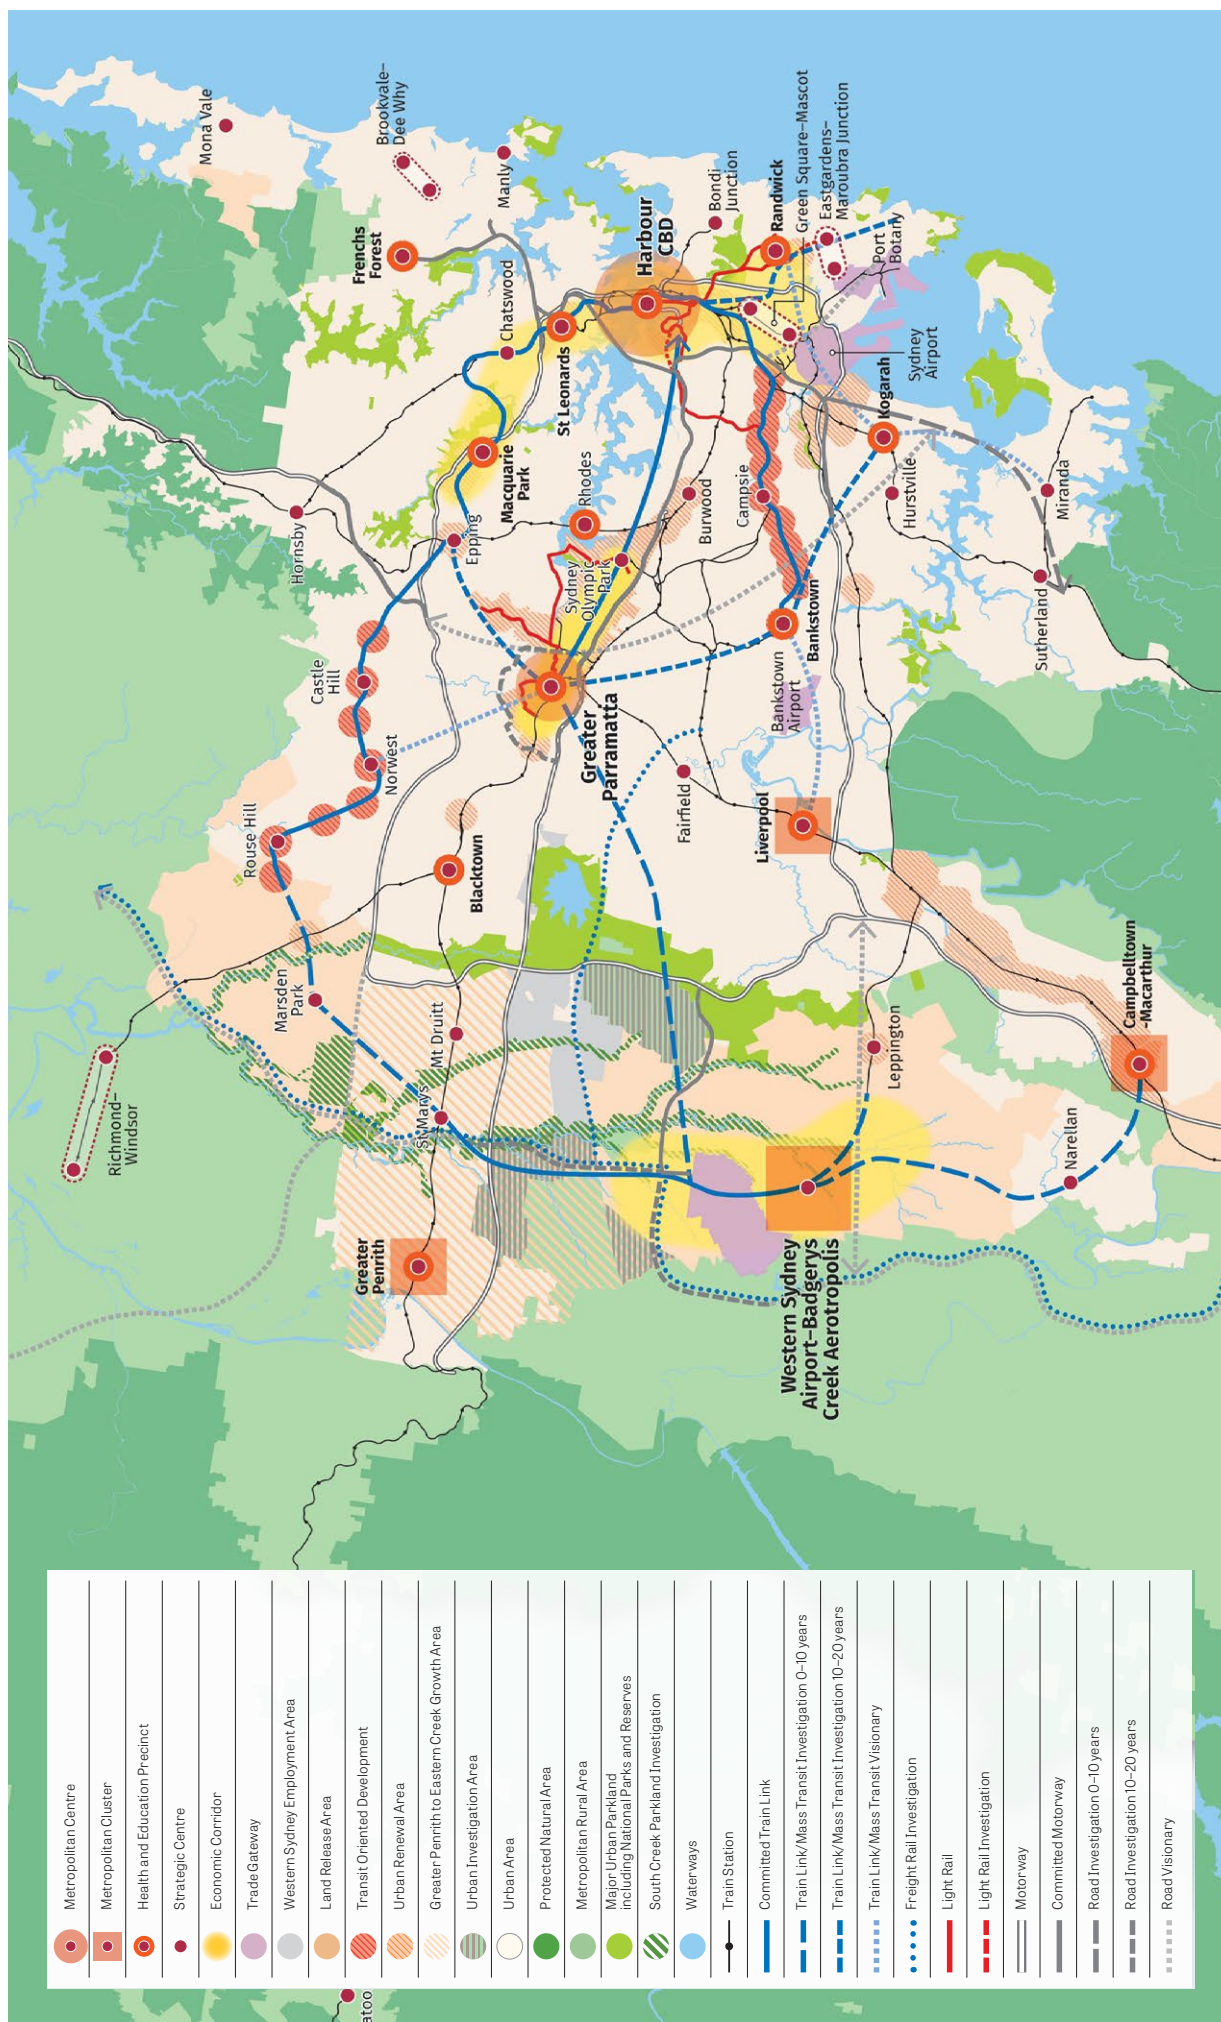 Mona Vale
Brookvale–
Dee Why
Manly
Frenchs
Forest
Chatswood
Hornsby
Harbour
CBD
Bondi
Junction
Randwick
Green Square–Mascot
Eastgardens–
Maroubra Junction
Port
Botany
Sydney
Airport
Kogarah
St Leonards
Macquarie
Park
Rhodes
Epping
Burwood
Campsie
Hurstville
Miranda
Sutherland
Sydney
Olympic
Park
Bankstown
Bankstown
Airport
Castle
Hill
Norwest
Rouse Hill
Greater
Parramatta
Fairfield
Liverpool
Blacktown
Marsden
Park
Mt Druitt
St Marys
Richmond–
Windsor
Leppington
Campbelltown
-Macarthur
Narellan
Greater
Penrith
Western Sydney
Airport–Badgerys
Creek Aerotropolis
atoo
Metropolitan Centre
Metropolitan Cluster
Health and Education Precinct
Strategic Centre
Economic Corridor
Trade Gateway
Western Sydney Employment Area
Land Release Area
Transit Oriented Development
Urban Renewal Area
Greater Penrith to Eastern Creek Growth Area
Urban Investigation Area
Urban Area
Protected Natural Area
Metropolitan Rural Area
Major Urban Parkland
including National Parks and Reserves
South Creek Parkland Investigation
Waterways
Train Station
Committed Train Link
Train Link/Mass Transit Investigation 0–10 years
Train Link/Mass Transit Investigation 10–20 years
Train Link/Mass Transit Visionary
Freight Rail Investigation
Light Rail
Light Rail Investigation
Motorway
Committed Motorway
Road Investigation 0–10 years
Road Investigation 10–20 years
Road Visionary